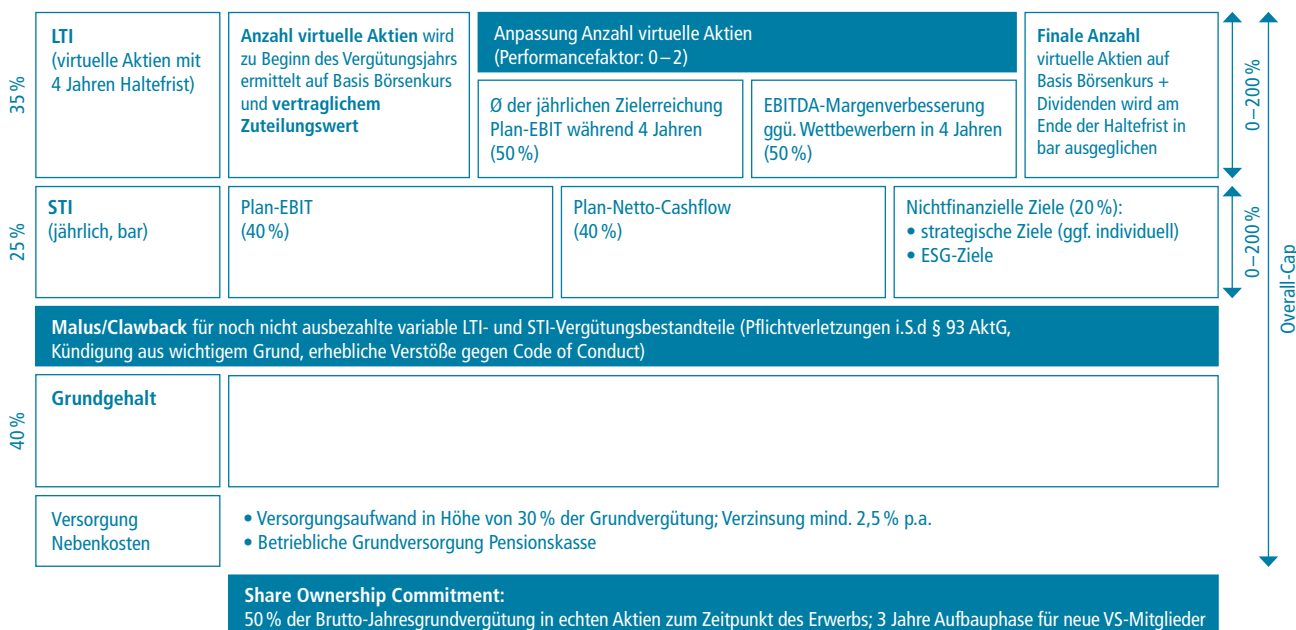 35 %
LTI
(virtuelle Aktien mit
4 Jahren Haltefrist)
Anzahl virtuelle Aktien wird
zu Beginn des Vergütungsjahrs
ermittelt auf Basis Börsenkurs
und vertraglichem
Zuteilungswert
Anpassung Anzahl virtuelle Aktien
(Performancefaktor: 0 – 2)
Ø der jährlichen Zielerreichung
Plan-EBIT während 4 Jahren
(50 %)
EBITDA-Margenverbesserung
ggü. Wettbewerbern in 4 Jahren
(50 %)
Finale Anzahl
virtuelle Aktien auf
Basis Börsenkurs +
Dividenden wird am
Ende der Haltefrist in
bar ausgeglichen
0 – 200 %
25 %
STI
(jährlich, bar)
Plan-EBIT
(40 %)
Plan-Netto-Cashflow
(40 %)
Nichtfinanzielle Ziele (20 %):
• strategische Ziele (ggf. individuell)
• ESG-Ziele
0 – 200 %
Overall-Cap
Malus/Clawback für noch nicht ausbezahlte variable LTI- und STI-Vergütungsbestandteile (Pflichtverletzungen i.S.d § 93 AktG,
Kündigung aus wichtigem Grund, erhebliche Verstöße gegen Code of Conduct)
40 %
Grundgehalt
Versorgung
Nebenkosten
• Versorgungsaufwand in Höhe von 30 % der Grundvergütung; Verzinsung mind. 2,5 % p.a.
• Betriebliche Grundversorgung Pensionskasse
Share Ownership Commitment:
50 % der Brutto-Jahresgrundvergütung in echten Aktien zum Zeitpunkt des Erwerbs; 3 Jahre Aufbauphase für neue VS-Mitglieder